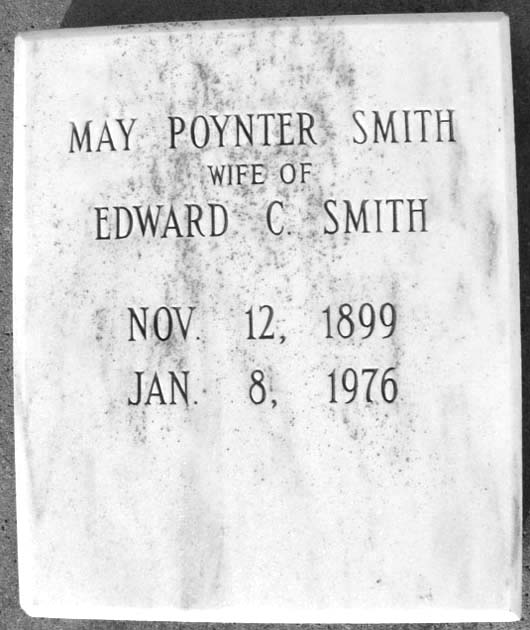 MAY POYNTER SMITH
WIFE OF
EDWARD C. SMITH
NOV. 12, 1899
JAN. 8, 1976